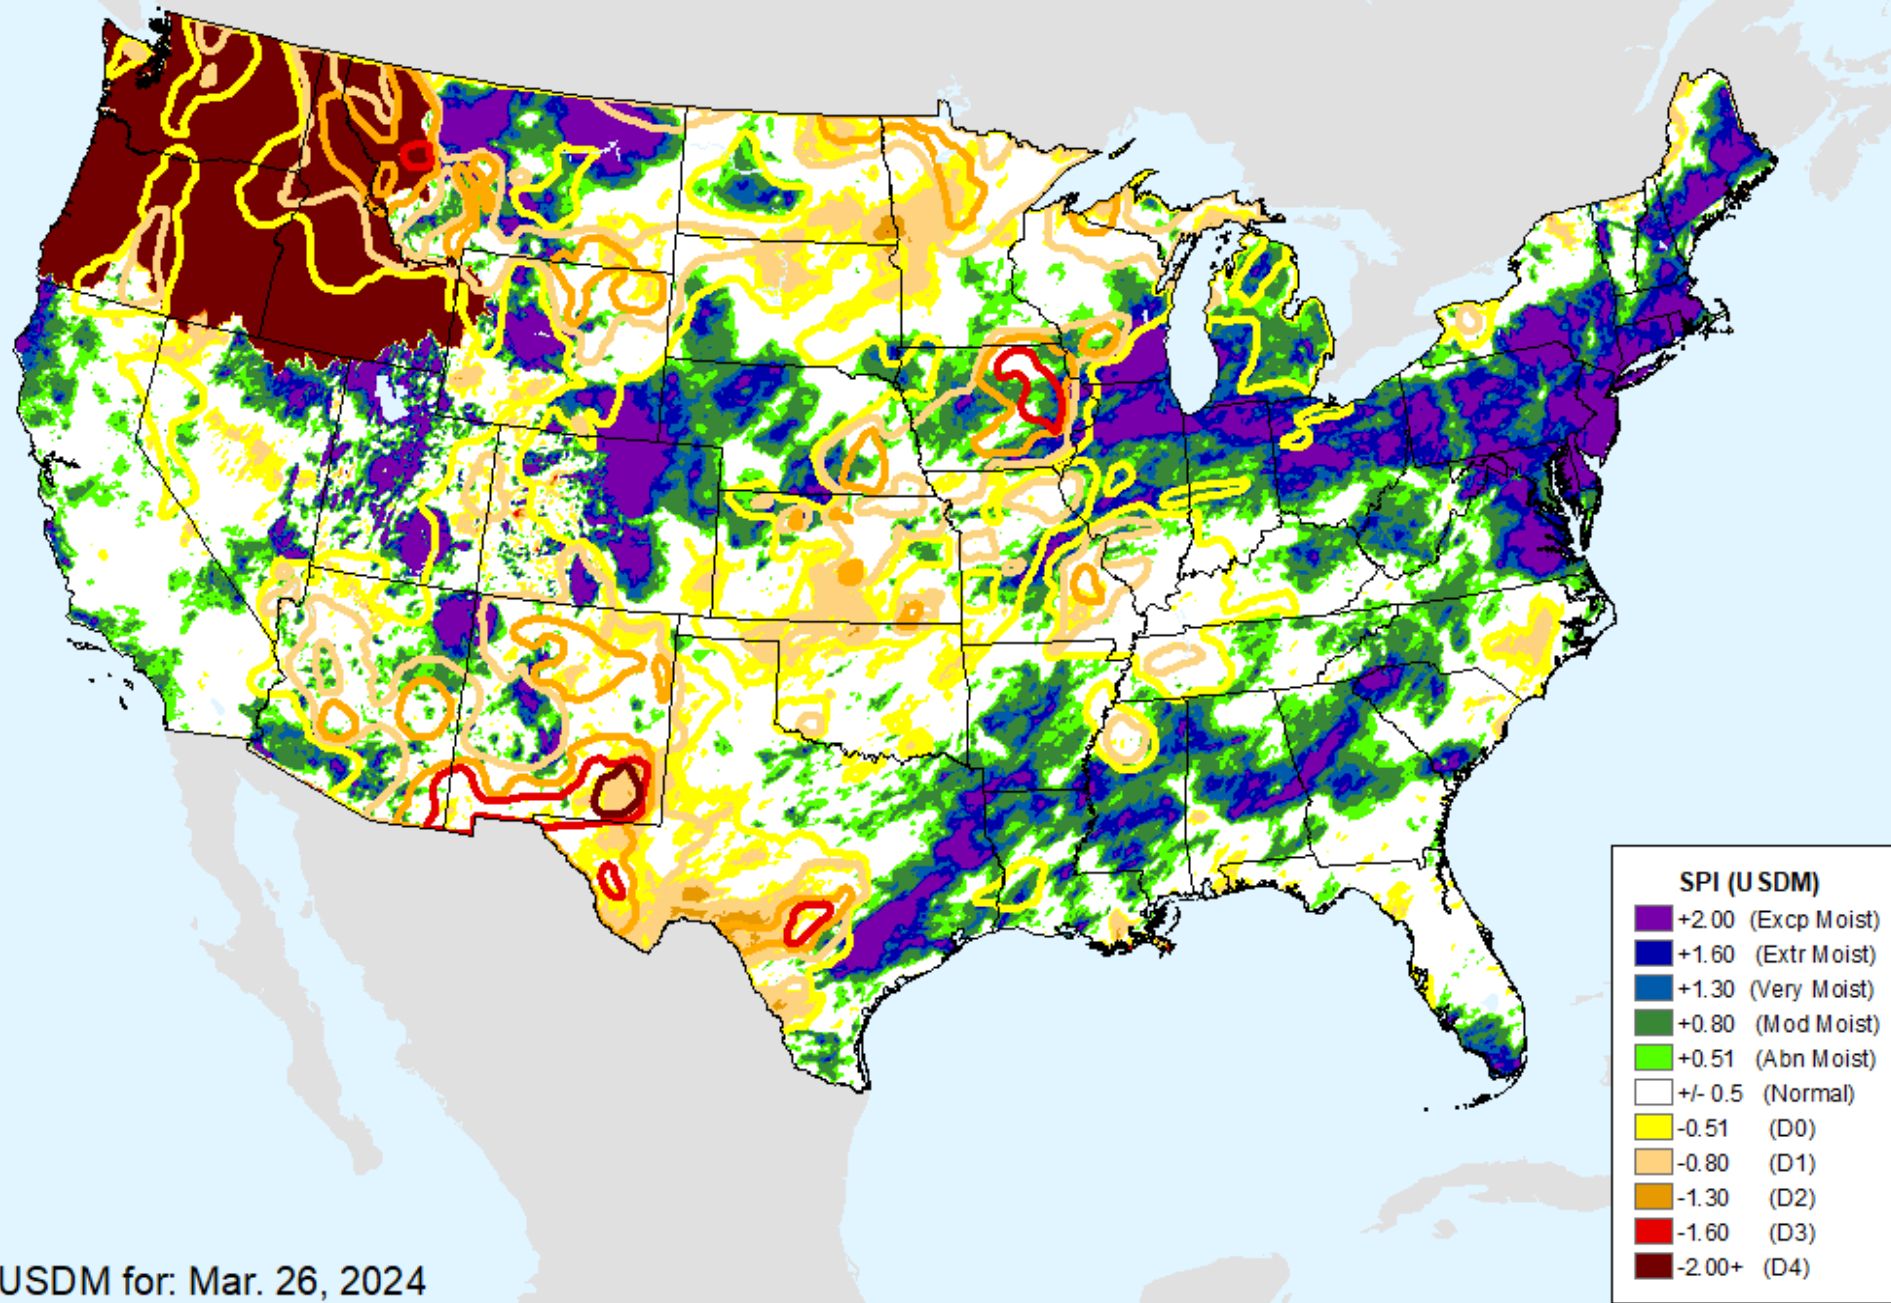 SPI (USDM)
+2.00 (Excp Moist)
+1.60 (Extr Moist)
+1.30 (Very Moist)
+0.80 (Mod Moist)
+0.51 (Abn Moist)
+/- 0.5 (Normal)
-0.51 (D0)
-0.80 (D1)
-1.30 (D2)
-1.60 (D3)
-2.00+ (D4)
USDM for: Mar. 26, 2024